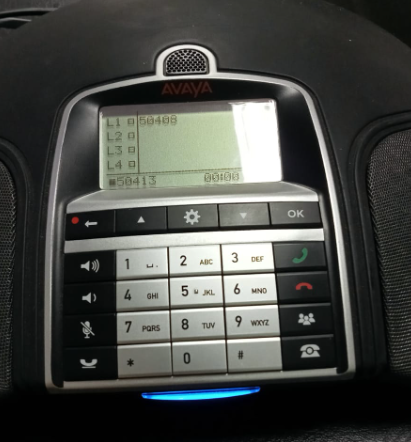 AVAYA
L1 50408
L2
L3
L4
50413 00:00
OK
1 2 ABC 3 DEF
4 GHI 5 JKL 6 MNO
7 PQRS 8 TUV 9 WXYZ
* 0 #